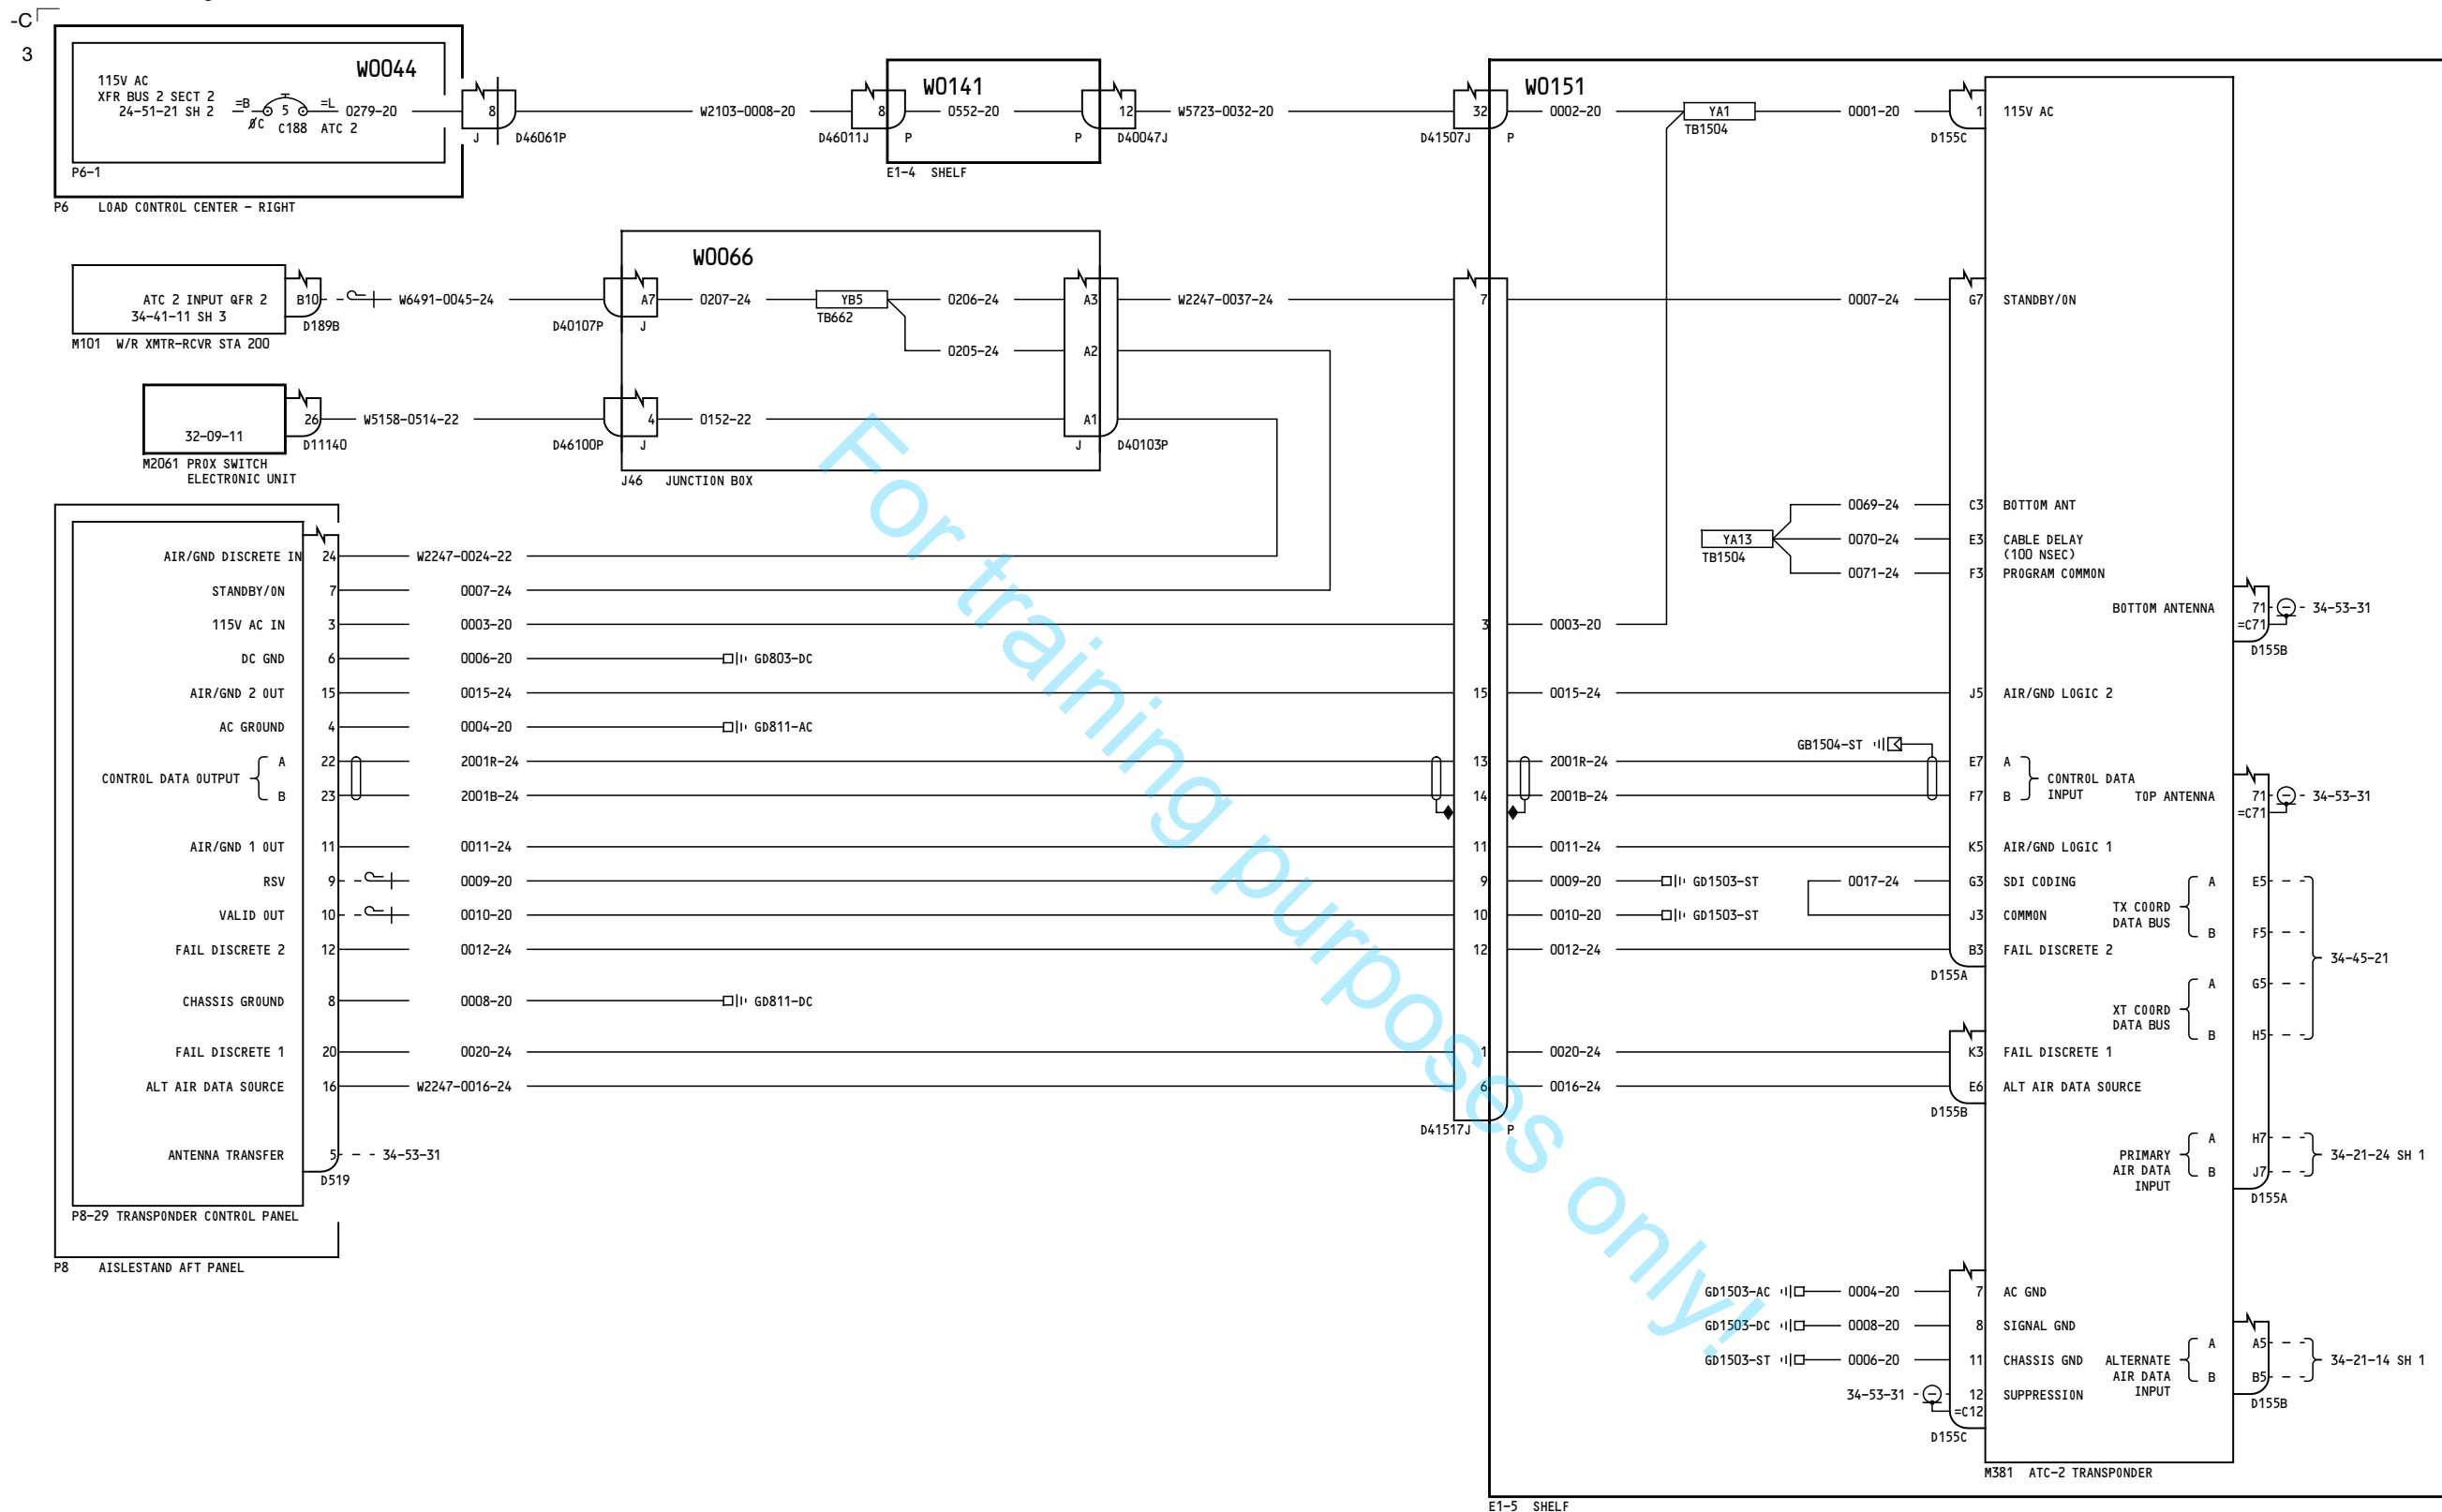 -C
3
W0044
115V AC
XFR BUS 2 SECT 2
24-51-21 SH 2
=B
5
=L
0279-20
ØC
C188
ATC 2
P6-1
P6 LOAD CONTROL CENTER - RIGHT
8
J
D46061P
W2103-0008-20
8
D46011J
P
W0141
0552-20
P
12
D40047J
E1-4 SHELF
W5723-0032-20
32
D41507J
P
W0151
0002-20
YA1
TB1504
0001-20
1
D155C
115V AC
ATC 2 INPUT QFR 2
34-41-11 SH 3
B10
D189B
M101 W/R XMTR-RCVR STA 200
W6491-0045-24
D40107P
A7
J
W0066
0207-24
YB5
TB662
0206-24
A3
0205-24
A2
W2247-0037-24
7
0007-24
G7
STANDBY/ON
32-09-11
26
D11140
M2061 PROX SWITCH
ELECTRONIC UNIT
W5158-0514-22
D46100P
4
J
0152-22
A1
J
D40103P
J46 JUNCTION BOX
AIR/GND DISCRETE IN 24 W2247-0024-22
STANDBY/ON 7 0007-24
115V AC IN 3 0003-20
3 0003-20
DC GND 6 0006-20 GD803-DC
AIR/GND 2 OUT 15 0015-24
15 0015-24 J5 AIR/GND LOGIC 2
AC GROUND 4 0004-20 GD811-AC
CONTROL DATA OUTPUT
A 22 2001R-24
B 23 2001B-24
13 2001R-24
14 2001B-24
GB1504-ST
E7 A
F7 B
CONTROL DATA
INPUT
AIR/GND 1 OUT 11 0011-24
11 0011-24 K5 AIR/GND LOGIC 1
RSV 9 0009-20
9 0009-20 GD1503-ST
0017-24 G3 SDI CODING
VALID OUT 10 0010-20
10 0010-20 GD1503-ST
J3 COMMON
FAIL DISCRETE 2 12 0012-24
12 0012-24 B3 FAIL DISCRETE 2
D155A
CHASSIS GROUND 8 0008-20 GD811-DC
FAIL DISCRETE 1 20 0020-24
1 0020-24 K3 FAIL DISCRETE 1
ALT AIR DATA SOURCE 16 W2247-0016-24
6 0016-24 E6 ALT AIR DATA SOURCE
D155B
D41517J
P
ANTENNA TRANSFER 5 34-53-31
D519
P8-29 TRANSPONDER CONTROL PANEL
P8 AISLESTAND AFT PANEL
YA13
TB1504
0069-24 C3 BOTTOM ANT
0070-24 E3 CABLE DELAY
(100 NSEC)
0071-24 F3 PROGRAM COMMON
BOTTOM ANTENNA 71 34-53-31
=C71
D155B
TOP ANTENNA 71 34-53-31
=C71
TX COORD
DATA BUS
A E5
B F5
XT COORD
DATA BUS
A G5
B H5
34-45-21
PRIMARY
AIR DATA
INPUT
A H7
B J7
34-21-24 SH 1
D155A
GD1503-AC 0004-20 7 AC GND
GD1503-DC 0008-20 8 SIGNAL GND
GD1503-ST 0006-20 11 CHASSIS GND
34-53-31 12 SUPPRESSION
=C12
D155C
ALTERNATE
AIR DATA
INPUT
A A5
B B5
34-21-14 SH 1
D155B
M381 ATC-2 TRANSPONDER
E1-5 SHELF
For training purposes only!